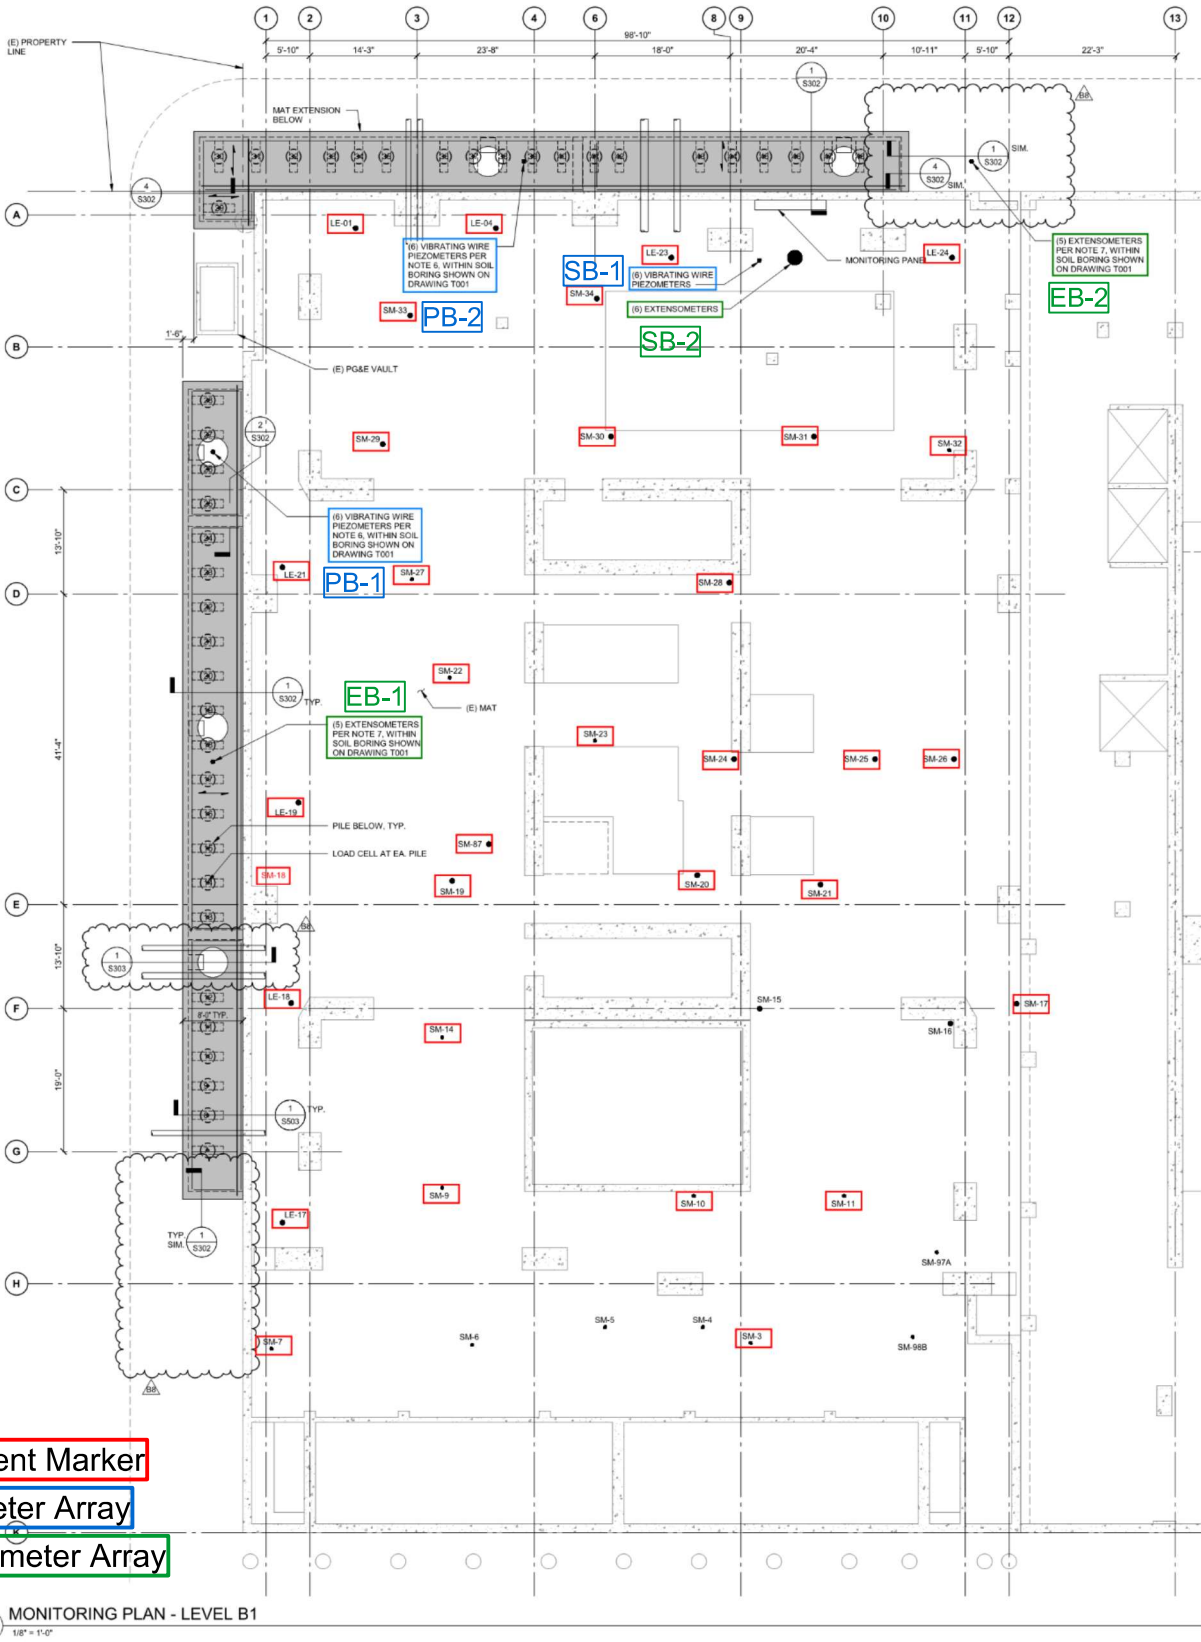 1 2 3 4 6 8 9 10 11 12 13
98'-10"
5'-10" 14'-3" 23'-8" 18'-0" 20'-4" 10'-11" 5'-10" 22'-3"
(E) PROPERTY
LINE
1
S302
B8
MAT EXTENSION
BELOW
1
S302
SIM.
4
S302
SIM.
4
S302
A
LE-01
LE-04
(6) VIBRATING WIRE
PIEZOMETERS PER
NOTE 6, WITHIN SOIL
BORING SHOWN ON
DRAWING T001
PB-2
SB-1
LE-23
(6) VIBRATING WIRE
PIEZOMETERS
MONITORING PANEL
LE-24
(5) EXTENSOMETERS
PER NOTE 7, WITHIN
SOIL BORING SHOWN
ON DRAWING T001
EB-2
SM-34
SM-33
(6) EXTENSOMETERS
SB-2
1'-6"
B
(E) PG&E VAULT
2
S302
SM-29
SM-30
SM-31
SM-32
C
13'-10"
(6) VIBRATING WIRE
PIEZOMETERS PER
NOTE 6, WITHIN SOIL
BORING SHOWN ON
DRAWING T001
PB-1
LE-21
SM-27
SM-28
D
SM-22
1
S302
TYP.
EB-1
(E) MAT
(5) EXTENSOMETERS
PER NOTE 7, WITHIN
SOIL BORING SHOWN
ON DRAWING T001
41'-4"
SM-23
SM-24
SM-25
SM-26
LE-19
PILE BELOW, TYP.
SM-87
LOAD CELL AT EA. PILE
SM-18
SM-19
SM-20
SM-21
E
B8
13'-10"
1
S303
LE-18
F
8'-0" TYP.
SM-15
SM-17
SM-14
SM-16
19'-0"
1
S503
TYP.
G
SM-9
SM-10
SM-11
LE-17
TYP.
SIM.
1
S302
SM-97A
H
SM-7
SM-6
SM-5
SM-4
SM-3
SM-98B
B8
ent Marker
eter Array
K
meter Array
MONITORING PLAN - LEVEL B1
1/8" = 1'-0"